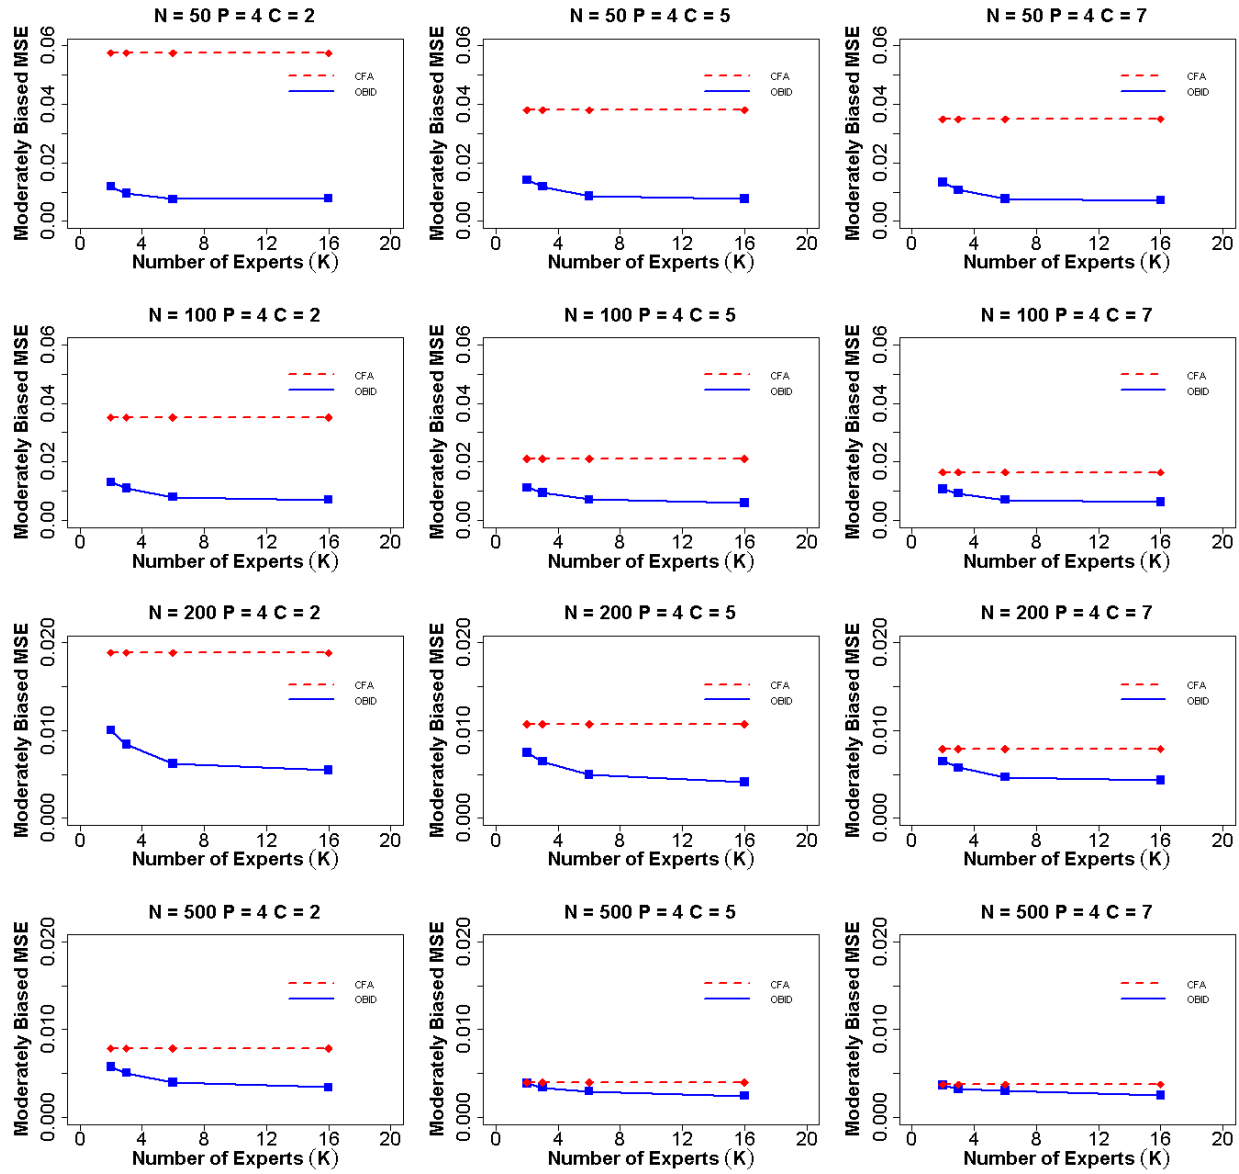 N = 50 P = 4 C = 2
Moderately Biased MSE
0.00 0.02 0.04 0.06
CFA
OBID
0 4 8 12 16 20
Number of Experts (K)
N = 50 P = 4 C = 5
Moderately Biased MSE
0.00 0.02 0.04 0.06
CFA
OBID
0 4 8 12 16 20
Number of Experts (K)
N = 50 P = 4 C = 7
Moderately Biased MSE
0.00 0.02 0.04 0.06
CFA
OBID
0 4 8 12 16 20
Number of Experts (K)
N = 100 P = 4 C = 2
Moderately Biased MSE
0.00 0.02 0.04 0.06
CFA
OBID
0 4 8 12 16 20
Number of Experts (K)
N = 100 P = 4 C = 5
Moderately Biased MSE
0.00 0.02 0.04 0.06
CFA
OBID
0 4 8 12 16 20
Number of Experts (K)
N = 100 P = 4 C = 7
Moderately Biased MSE
0.00 0.02 0.04 0.06
CFA
OBID
0 4 8 12 16 20
Number of Experts (K)
N = 200 P = 4 C = 2
Moderately Biased MSE
0.000 0.010 0.020
CFA
OBID
0 4 8 12 16 20
Number of Experts (K)
N = 200 P = 4 C = 5
Moderately Biased MSE
0.000 0.010 0.020
CFA
OBID
0 4 8 12 16 20
Number of Experts (K)
N = 200 P = 4 C = 7
Moderately Biased MSE
0.000 0.010 0.020
CFA
OBID
0 4 8 12 16 20
Number of Experts (K)
N = 500 P = 4 C = 2
Moderately Biased MSE
0.000 0.010 0.020
CFA
OBID
0 4 8 12 16 20
Number of Experts (K)
N = 500 P = 4 C = 5
Moderately Biased MSE
0.000 0.010 0.020
CFA
OBID
0 4 8 12 16 20
Number of Experts (K)
N = 500 P = 4 C = 7
Moderately Biased MSE
0.000 0.010 0.020
CFA
OBID
0 4 8 12 16 20
Number of Experts (K)